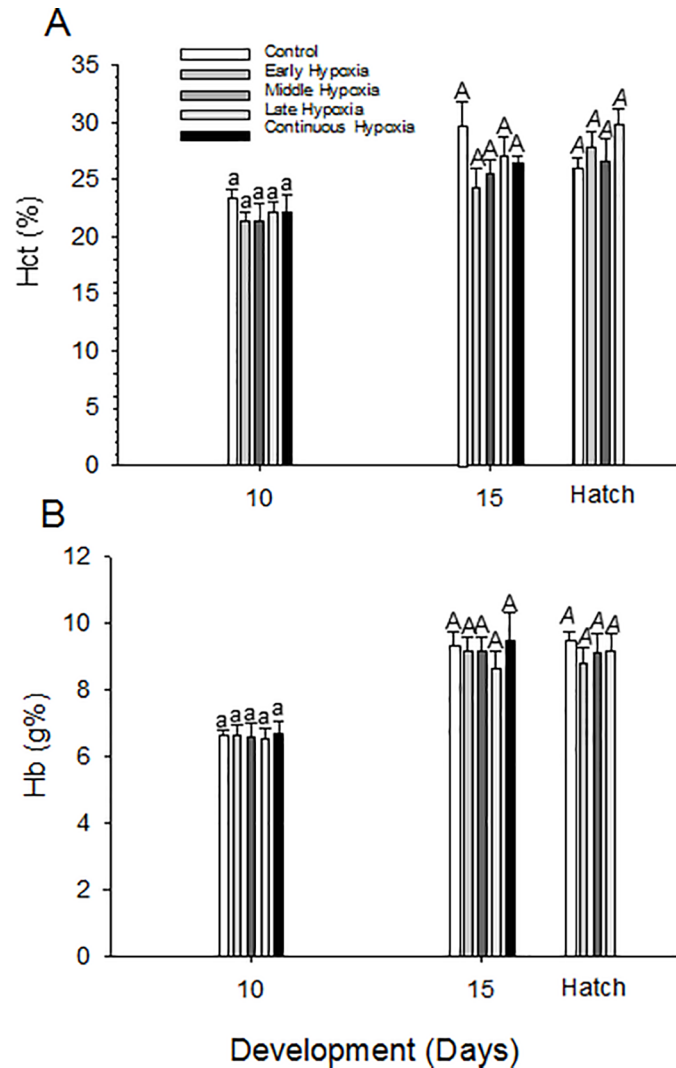 A
Control
Early Hypoxia
Middle Hypoxia
Late Hypoxia
Continuous Hypoxia
35
30
25
20
15
10
5
0
Hct (%)
a a a a a
A A A A A
A A A A
10 15 Hatch
B
12
10
8
6
4
2
0
Hb (g%)
a a a a a
A A A A A
A A A A
10 15 Hatch
Development (Days)